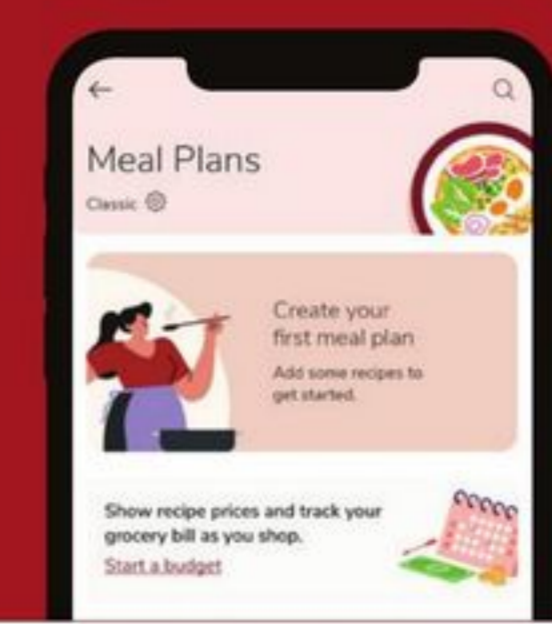 Meal Plans
Classic
Create your
first meal plan
Add some recipes to
get started.
Show recipe prices and track your
grocery bill as you shop.
Start a budget